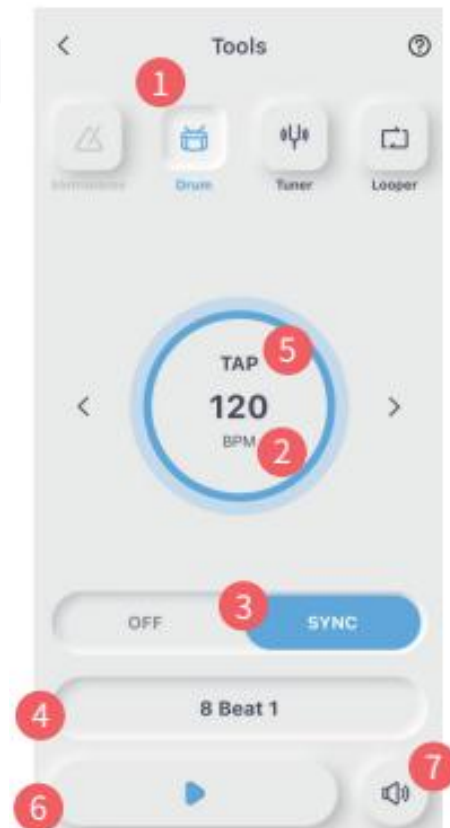 Tools
1
Drum
Tuner
Looper
TAP
5
120
BPM
2
OFF
3
SYNC
4
8 Beat 1
6
7